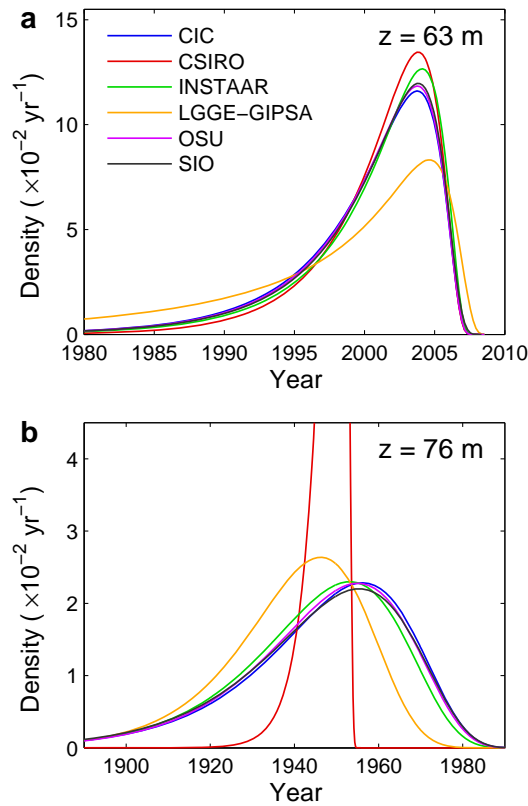 a
z = 63 m
CIC
CSIRO
INSTAAR
LGGE−GIPSA
OSU
SIO
15
10
5
0
Density ( ×10⁻² yr⁻¹)
1980 1985 1990 1995 2000 2005 2010
Year
b
z = 76 m
4
3
2
1
0
Density ( ×10⁻² yr⁻¹)
1900 1920 1940 1960 1980
Year